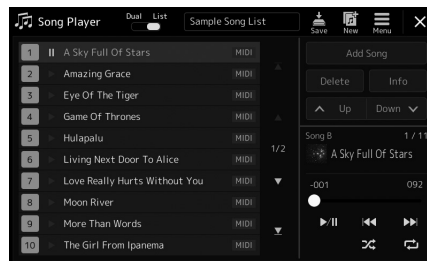 Song Player
Dual List
Sample Song List
Save
New
Menu
1 A Sky Full Of Stars MIDI
2 Amazing Grace MIDI
3 Eye Of The Tiger MIDI
4 Game Of Thrones MIDI
5 Hulapalu MIDI
6 Living Next Door To Alice MIDI
7 Love Really Hurts Without You MIDI
8 Moon River MIDI
9 More Than Words MIDI
10 The Girl From Ipanema MIDI
1/2
Add Song
Delete
Info
Up
Down
Song B
1 / 11
A Sky Full Of Stars
-001
092